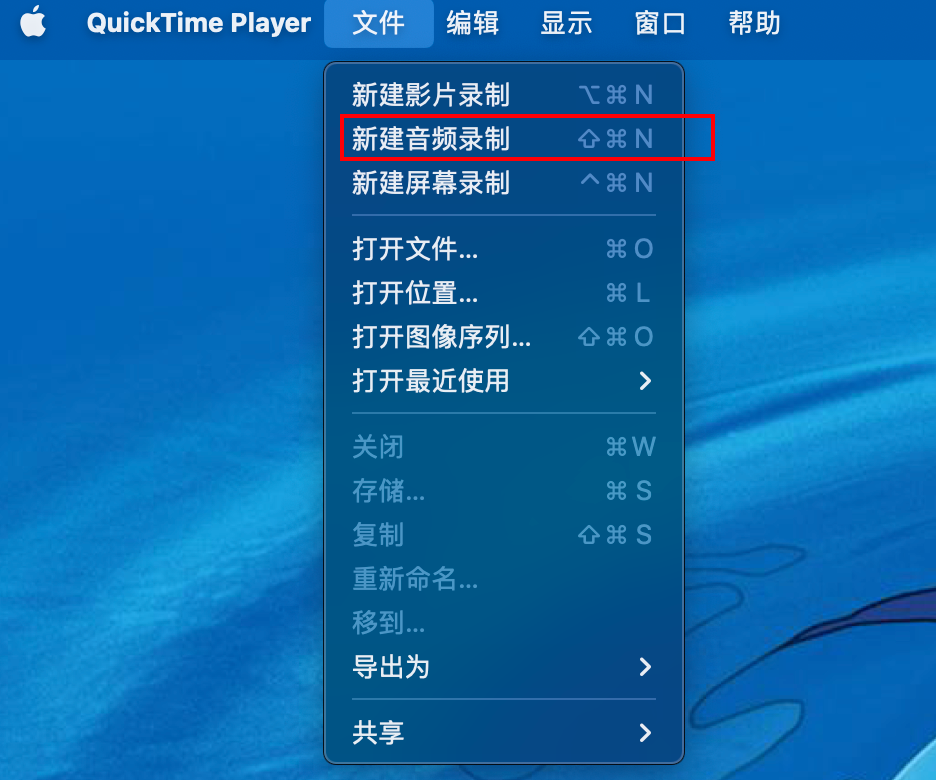 QuickTime Player 文件 编辑 显示 窗口 帮助
新建影片录制 ⌥⌘N
新建音频录制 ⇧⌘N
新建屏幕录制 ^⌘N
打开文件... ⌘O
打开位置... ⌘L
打开图像序列... ⇧⌘O
打开最近使用
关闭 ⌘W
存储... ⌘S
复制 ⇧⌘S
重新命名...
移到...
导出为
共享